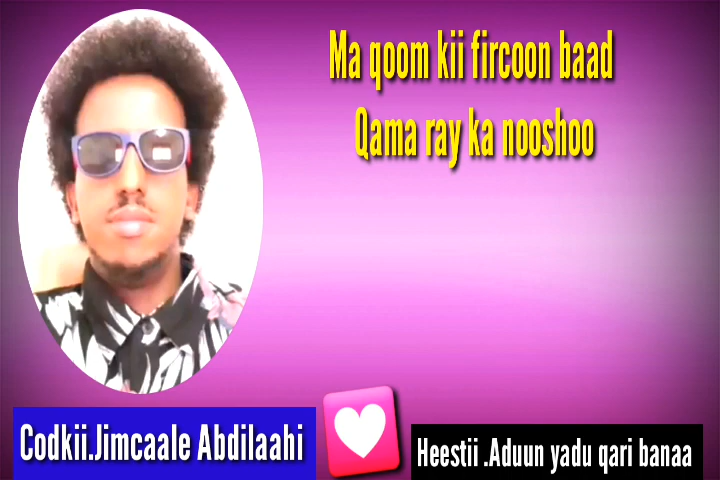 Ma qoom kii fircoon baad
Qama ray ka nooshoo
Codkii.Jimcaale Abdilaahi
Heestii .Aduun yadu qari banaa